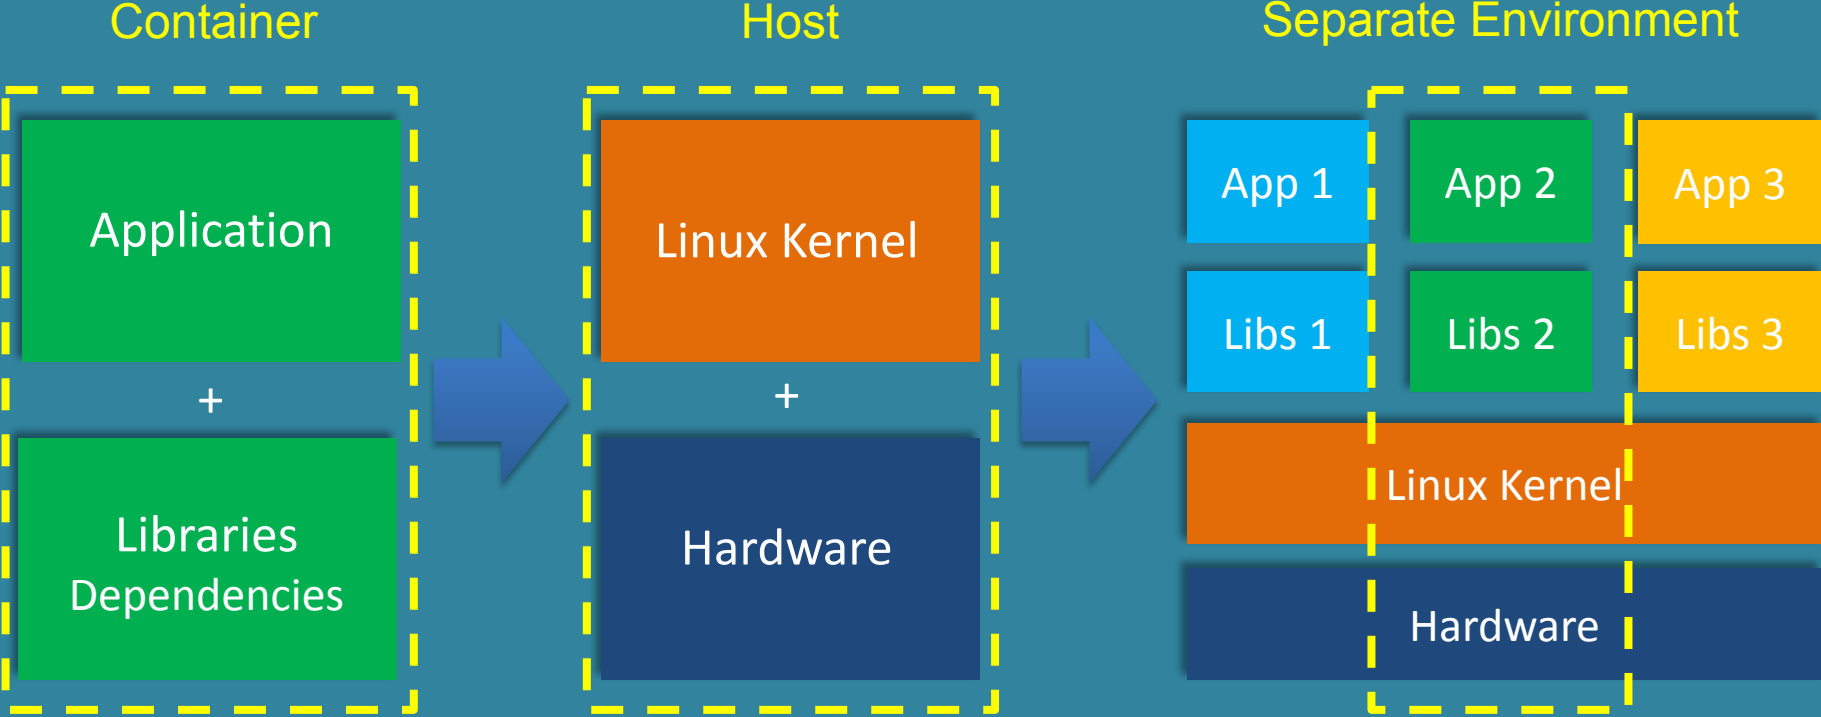 Container
Host
Separate Environment
Application
+
Libraries
Dependencies
Linux Kernel
+
Hardware
App 1
App 2
App 3
Libs 1
Libs 2
Libs 3
Linux Kernel
Hardware